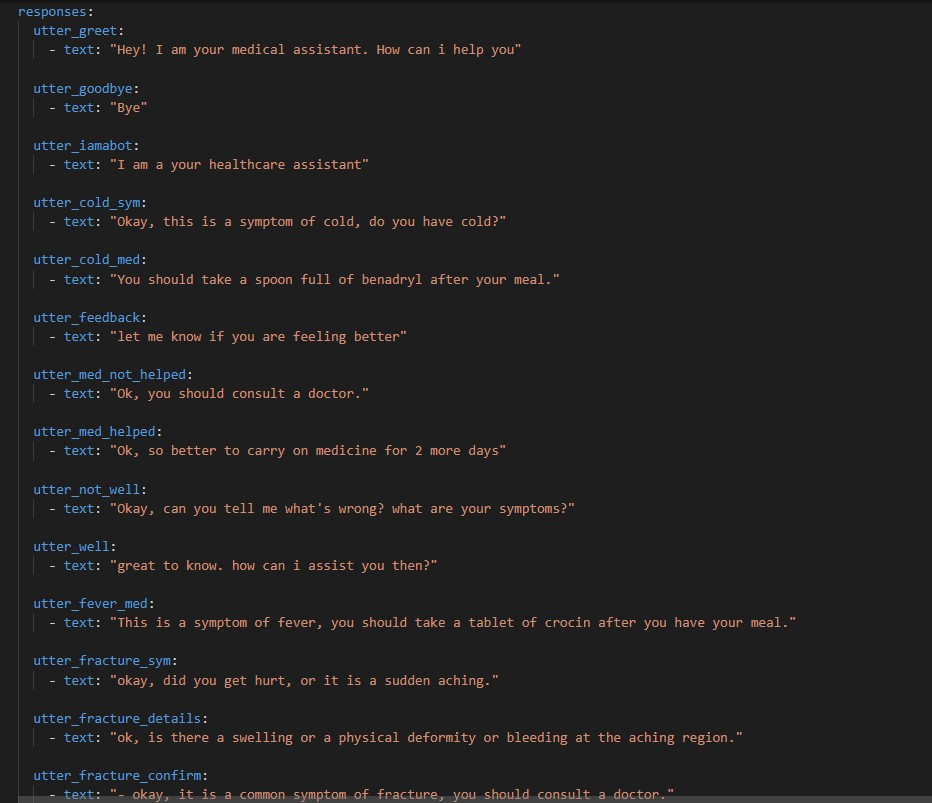 responses:
utter_greet:
- text: "Hey! I am your medical assistant. How can i help you"
utter_goodbye:
- text: "Bye"
utter_iamabot:
- text: "I am a your healthcare assistant"
utter_cold_sym:
- text: "Okay, this is a symptom of cold, do you have cold?"
utter_cold_med:
- text: "You should take a spoon full of benadryl after your meal."
utter_feedback:
- text: "let me know if you are feeling better"
utter_med_not_helped:
- text: "Ok, you should consult a doctor."
utter_med_helped:
- text: "Ok, so better to carry on medicine for 2 more days"
utter_not_well:
- text: "Okay, can you tell me what's wrong? what are your symptoms?"
utter_well:
- text: "great to know. how can i assist you then?"
utter_fever_med:
- text: "This is a symptom of fever, you should take a tablet of crocin after you have your meal."
utter_fracture_sym:
- text: "okay, did you get hurt, or it is a sudden aching."
utter_fracture_details:
- text: "ok, is there a swelling or a physical deformity or bleeding at the aching region."
utter_fracture_confirm:
- text: "- okay, it is a common symptom of fracture, you should consult a doctor."